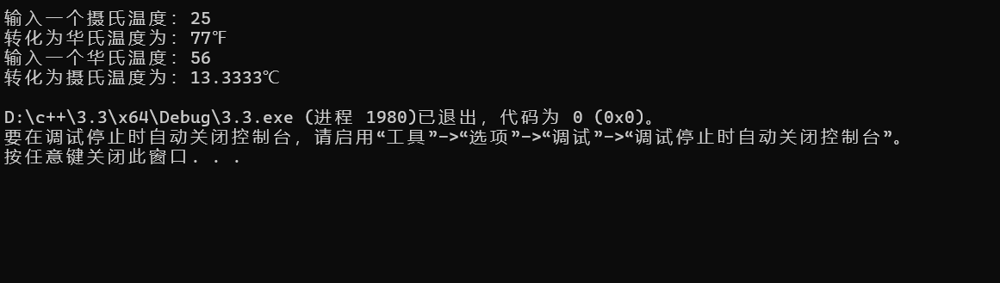 输入一个摄氏温度：25
转化为华氏温度为：77℉
输入一个华氏温度：56
转化为摄氏温度为：13.3333℃
D:\c++\3.3\x64\Debug\3.3.exe (进程 1980)已退出，代码为 0 (0x0)。
要在调试停止时自动关闭控制台，请启用“工具”->“选项”->“调试”->“调试停止时自动关闭控制台”。
按任意键关闭此窗口. . .